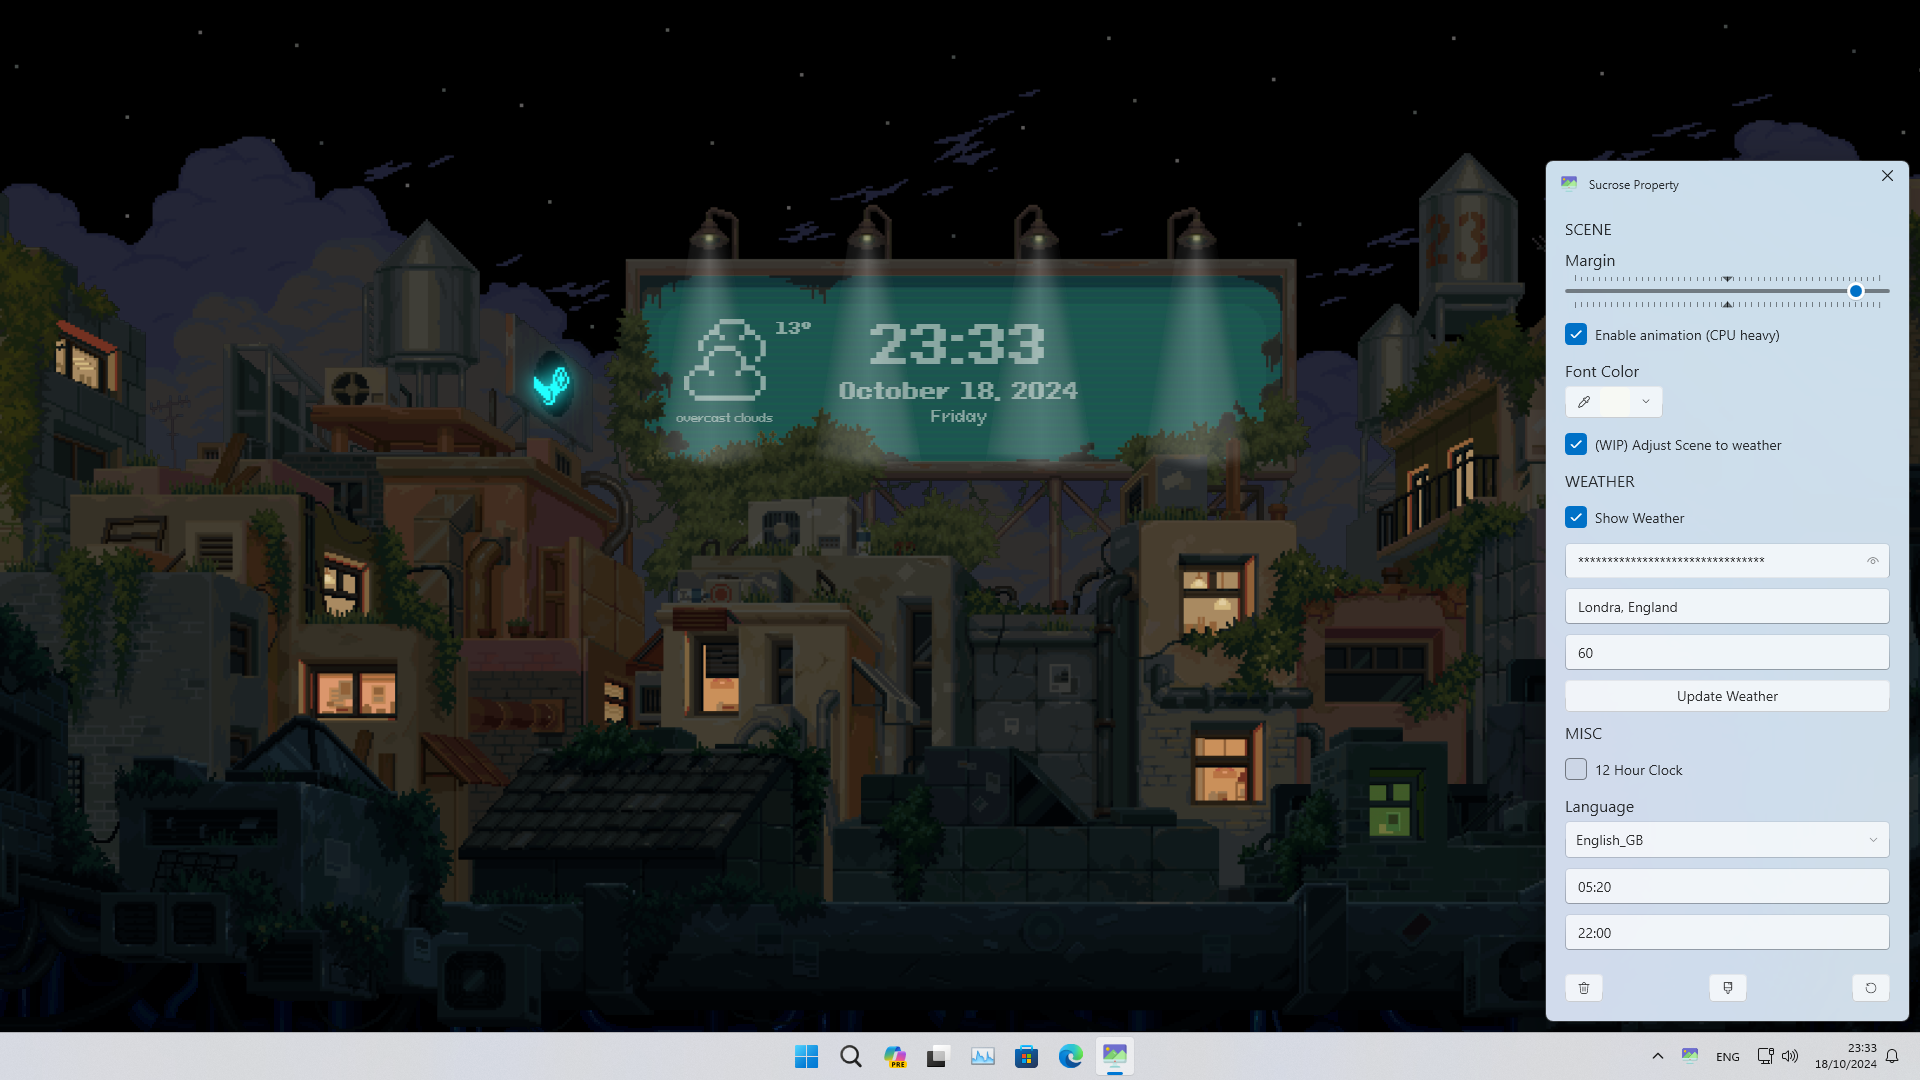 23
13°
23:33
October 18, 2024
overcast clouds
Friday
Sucrose Property
SCENE
Margin
Enable animation (CPU heavy)
Font Color
(WIP) Adjust Scene to weather
WEATHER
Show Weather
********************************
Londra, England
60
Update Weather
MISC
12 Hour Clock
Language
English_GB
05:20
22:00
PRE
ENG
23:33
18/10/2024